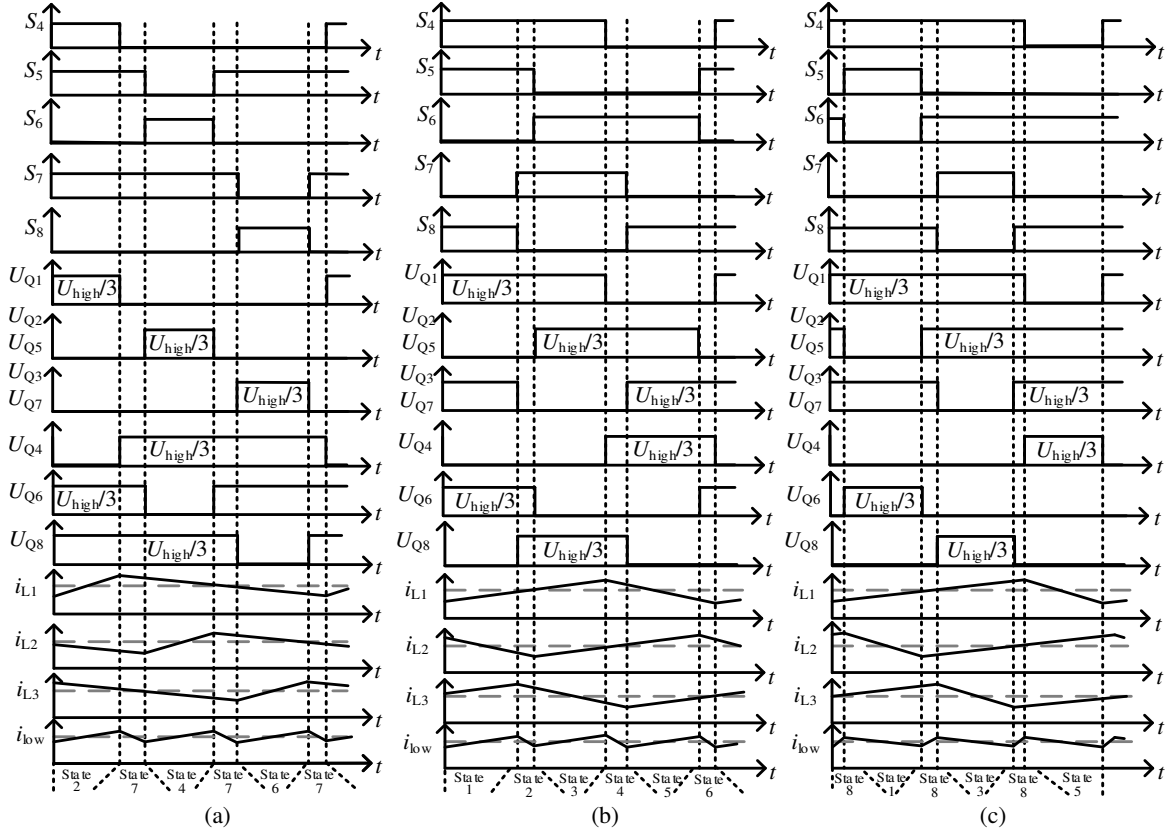 S4
t
S5
t
S6
t
S7
t
S8
t
UQ1
Uhigh/3
t
UQ2
UQ5
Uhigh/3
t
UQ3
UQ7
Uhigh/3
t
UQ4
Uhigh/3
t
UQ6
Uhigh/3
t
UQ8
Uhigh/3
t
iL1
t
iL2
t
iL3
t
ilow
t
State 2
State 7
State 4
State 7
State 6
State 7
(a)
S4
t
S5
t
S6
t
S7
t
S8
t
UQ1
Uhigh/3
t
UQ2
UQ5
Uhigh/3
t
UQ3
UQ7
Uhigh/3
t
UQ4
Uhigh/3
t
UQ6
Uhigh/3
t
UQ8
Uhigh/3
t
iL1
t
iL2
t
iL3
t
ilow
t
State 1
State 2
State 3
State 4
State 5
State 6
(b)
S4
t
S5
t
S6
t
S7
t
S8
t
UQ1
Uhigh/3
t
UQ2
UQ5
Uhigh/3
t
UQ3
UQ7
Uhigh/3
t
UQ4
Uhigh/3
t
UQ6
Uhigh/3
t
UQ8
Uhigh/3
t
iL1
t
iL2
t
iL3
t
ilow
t
State 8
State 1
State 8
State 3
State 8
State 5
(c)